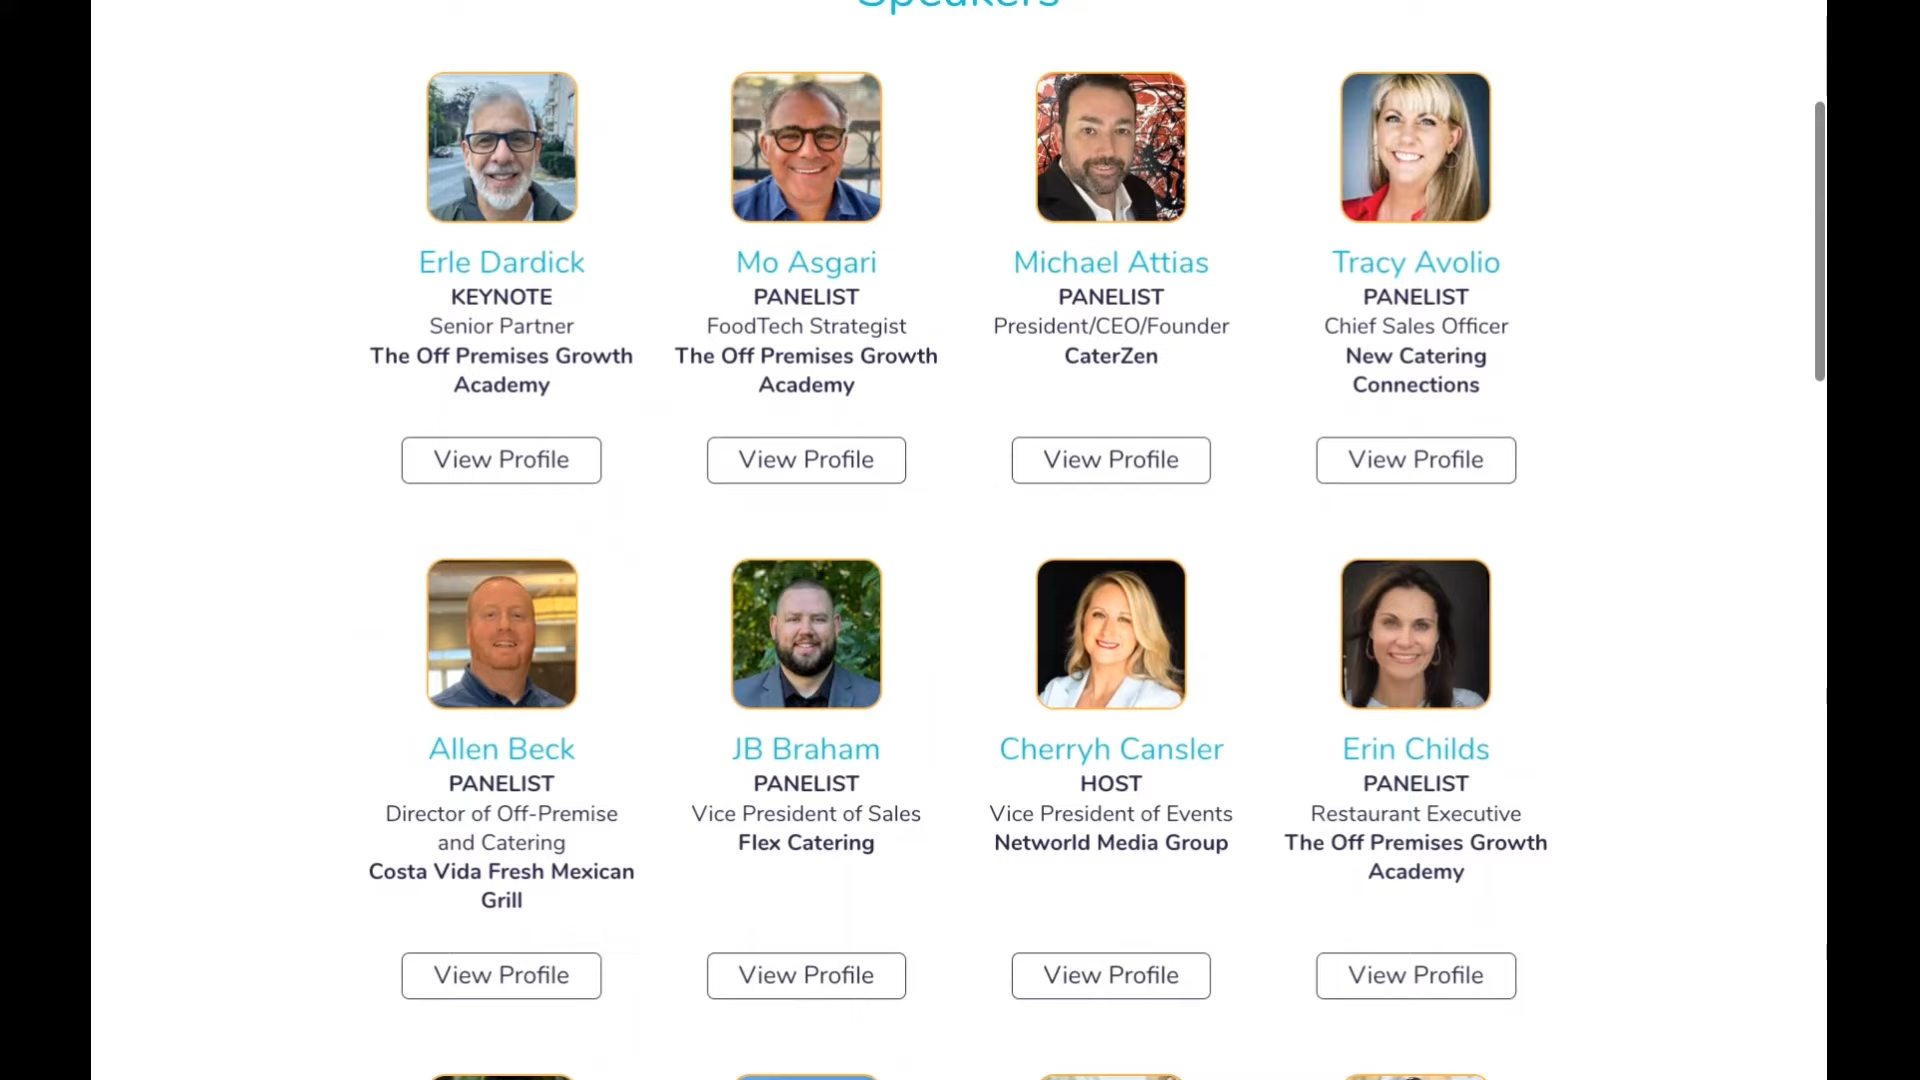 Speakers
Erle Dardick
KEYNOTE
Senior Partner
The Off Premises Growth
Academy
View Profile
Mo Asgari
PANELIST
FoodTech Strategist
The Off Premises Growth
Academy
View Profile
Michael Attias
PANELIST
President/CEO/Founder
CaterZen
View Profile
Tracy Avolio
PANELIST
Chief Sales Officer
New Catering
Connections
View Profile
Allen Beck
PANELIST
Director of Off-Premise
and Catering
Costa Vida Fresh Mexican
Grill
View Profile
JB Braham
PANELIST
Vice President of Sales
Flex Catering
View Profile
Cherryh Cansler
HOST
Vice President of Events
Networld Media Group
View Profile
Erin Childs
PANELIST
Restaurant Executive
The Off Premises Growth
Academy
View Profile